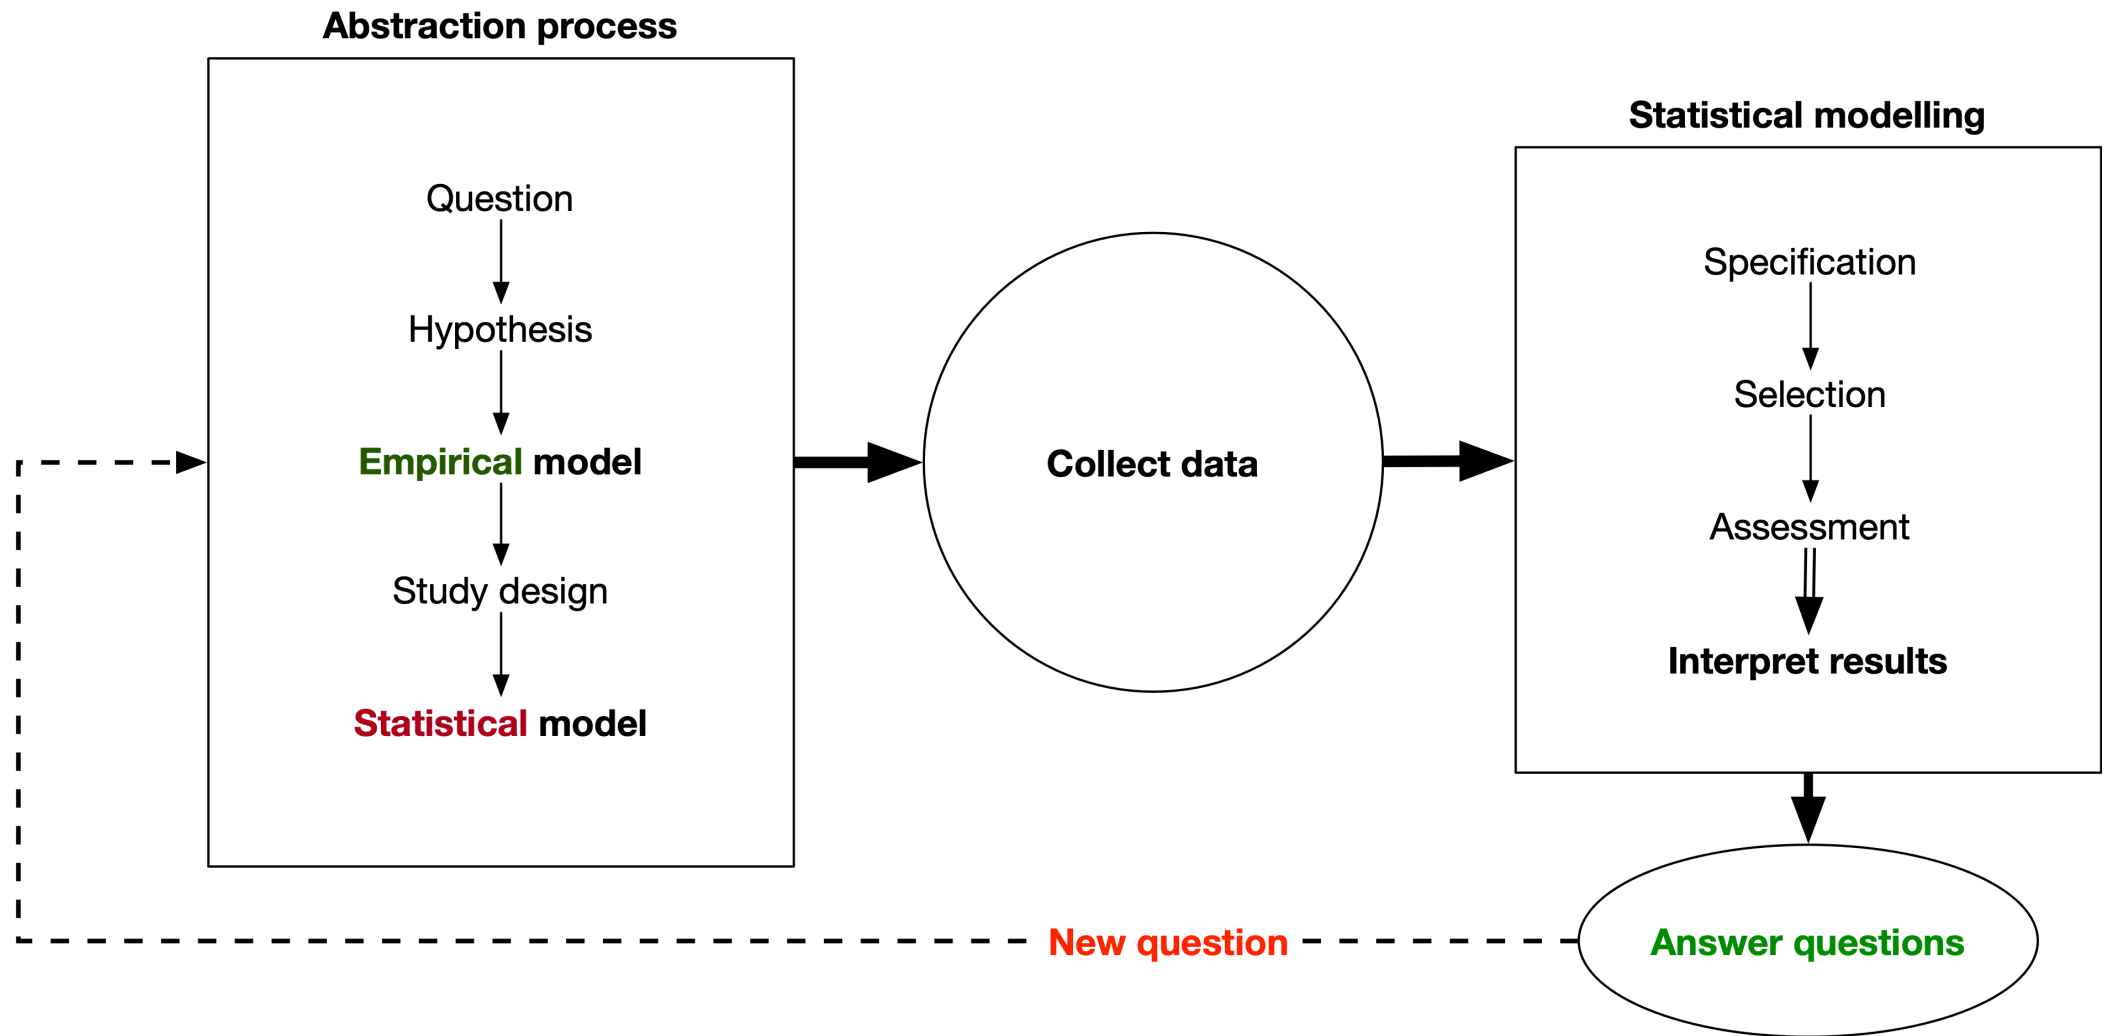 Abstraction process
Question
Hypothesis
Empirical model
Study design
Statistical model
Collect data
Statistical modelling
Specification
Selection
Assessment
Interpret results
Answer questions
New question